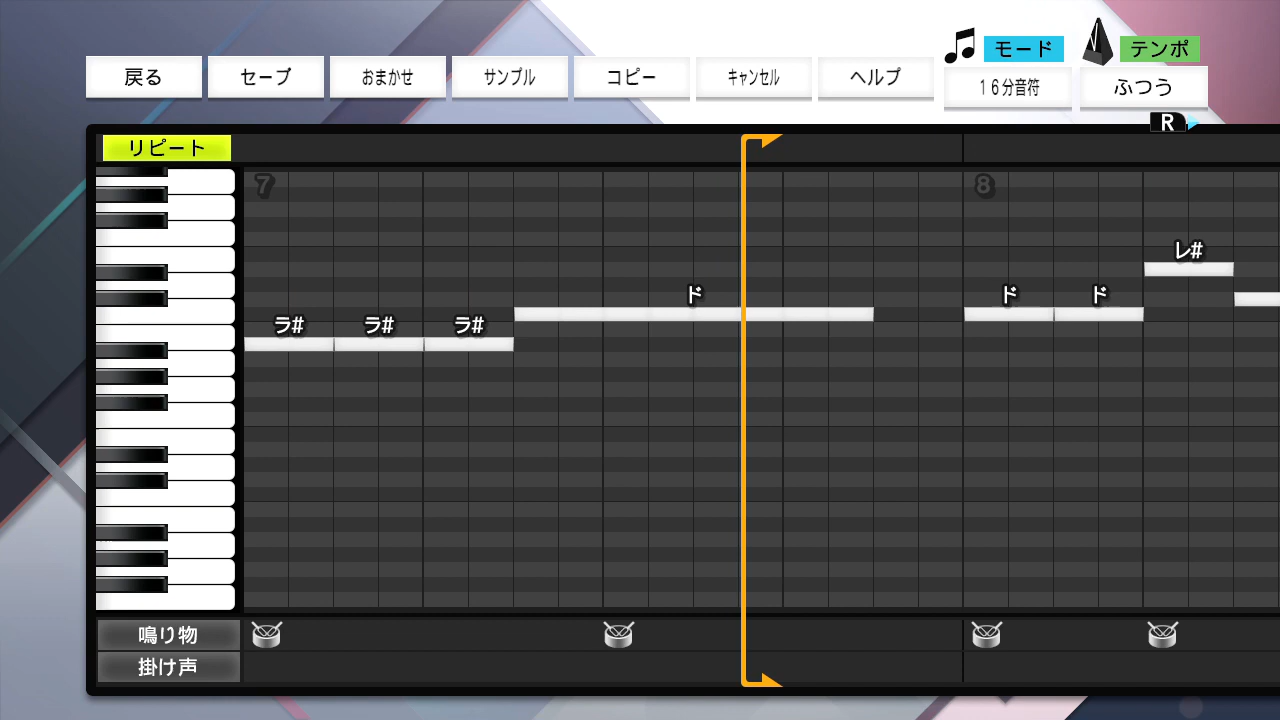 モード
テンポ
戻る
セーブ
おまかせ
サンプル
コピー
キャンセル
ヘルプ
16分音符
ふつう
R
リピート
7
8
レ#
ド
ド
ド
ラ#
ラ#
ラ#
鳴り物
掛け声